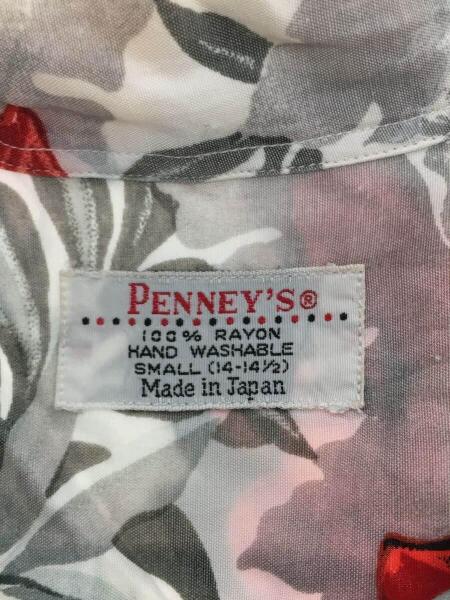 PENNEY'S®
100% RAYON
HAND WASHABLE
SMALL (14-14½)
Made in Japan